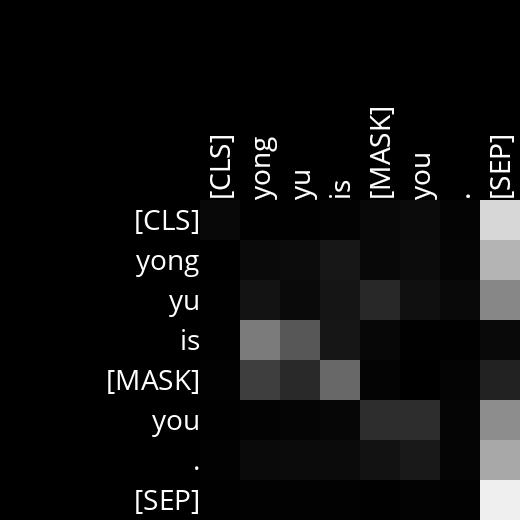 [CLS]
yong
yu
is
[MASK]
you
.
[SEP]
[CLS]
yong
yu
is
[MASK]
you
.
[SEP]